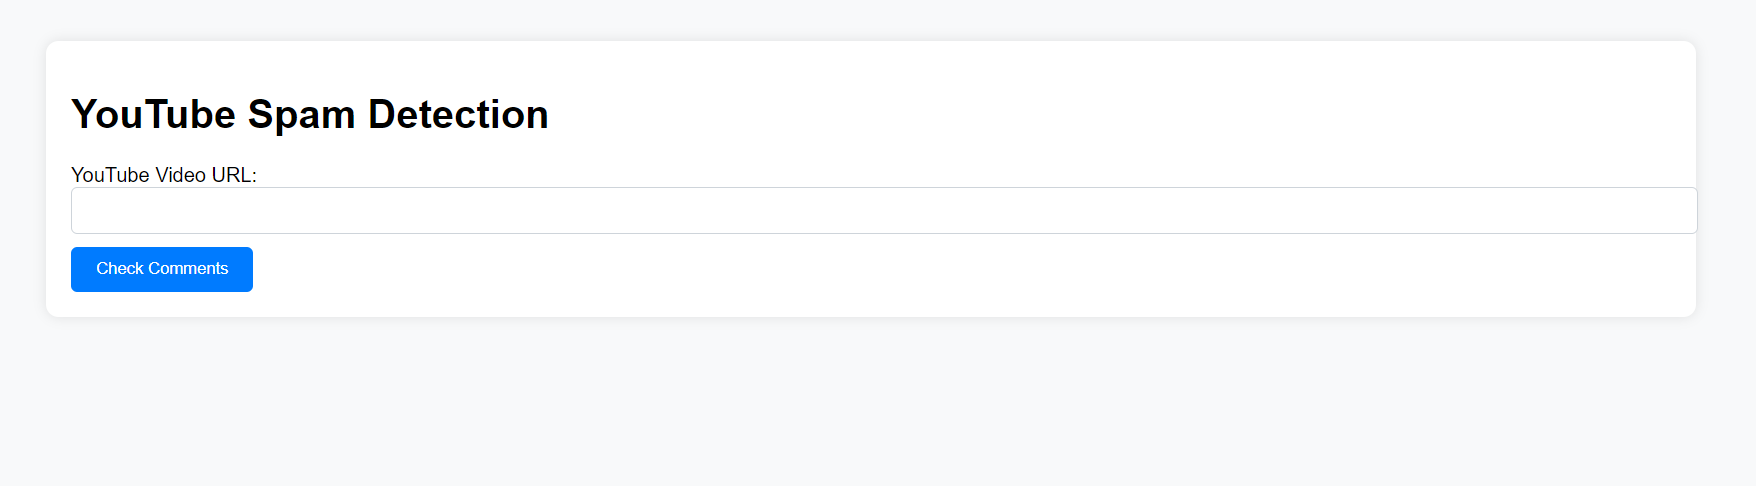 YouTube Spam Detection
YouTube Video URL:
Check Comments